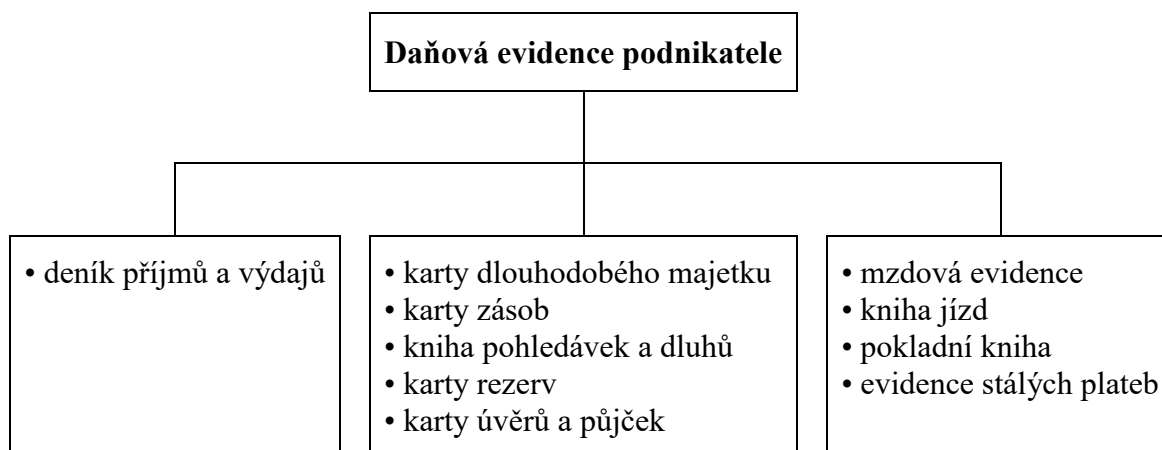 Daňová evidence podnikatele
• deník příjmů a výdajů
• karty dlouhodobého majetku
• karty zásob
• kniha pohledávek a dluhů
• karty rezerv
• karty úvěrů a půjček
• mzdová evidence
• kniha jízd
• pokladní kniha
• evidence stálých plateb